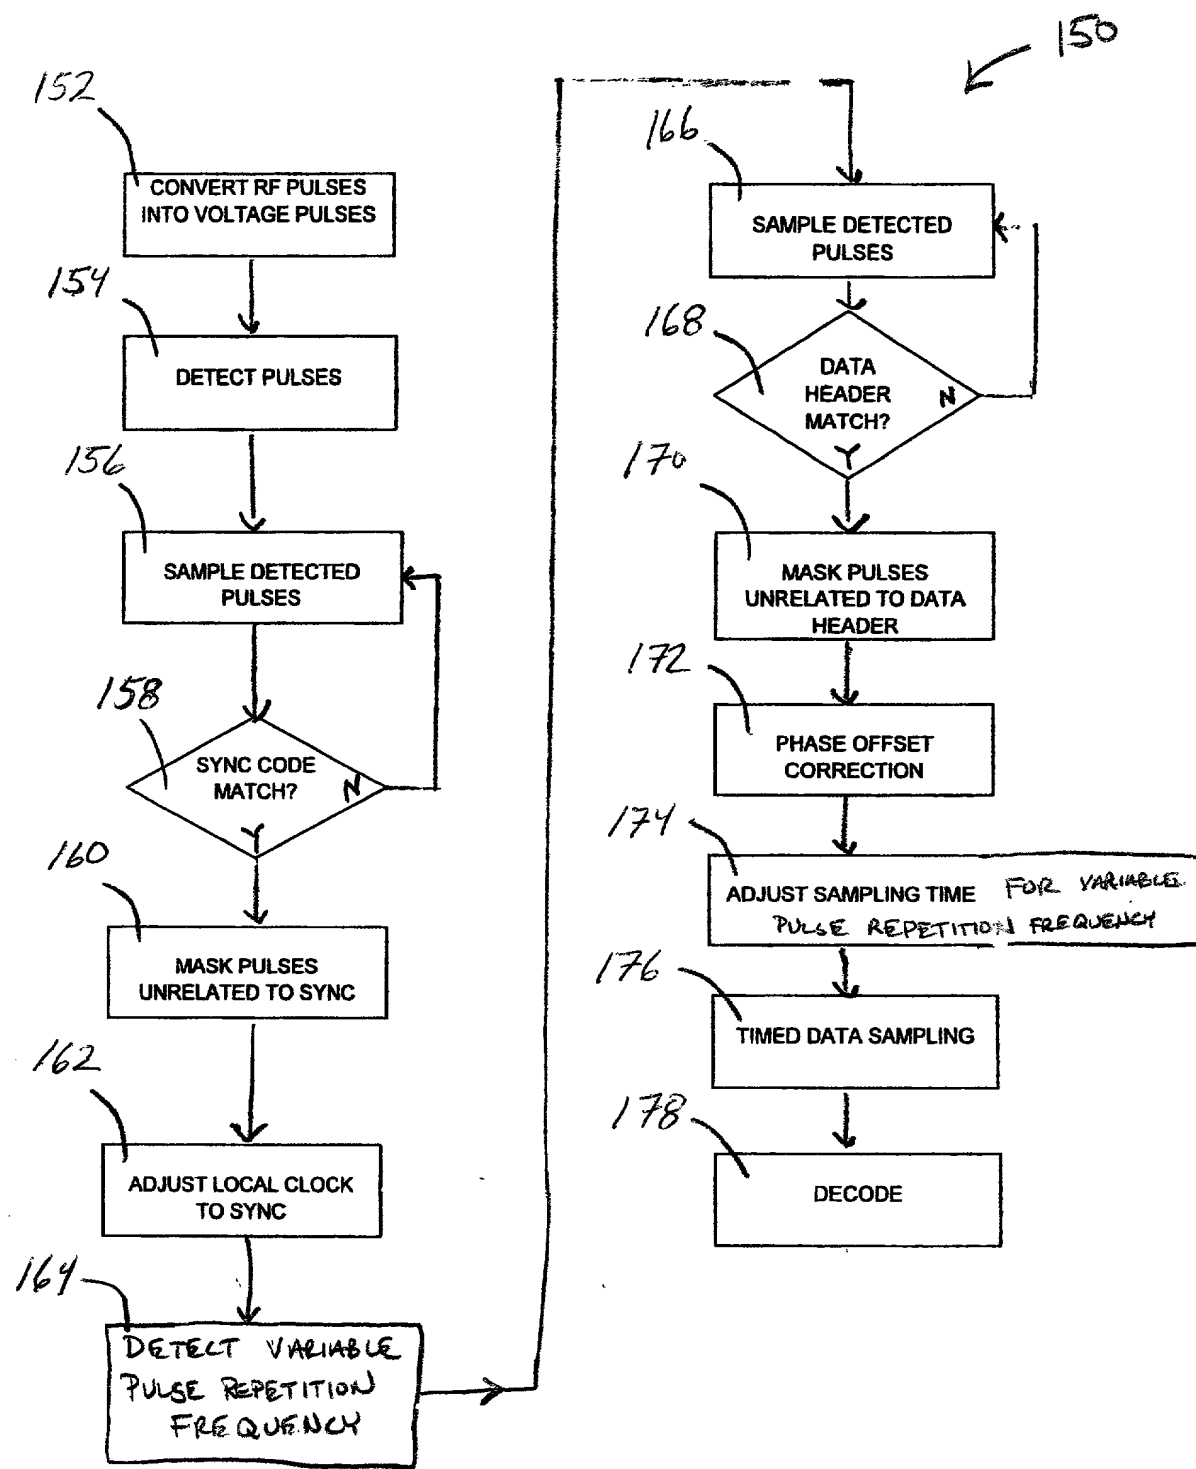 150
152
CONVERT RF PULSES
INTO VOLTAGE PULSES
154
DETECT PULSES
156
SAMPLE DETECTED
PULSES
158
SYNC CODE
MATCH?
N
Y
160
MASK PULSES
UNRELATED TO SYNC
162
ADJUST LOCAL CLOCK
TO SYNC
164
DETECT VARIABLE
PULSE REPETITION
FREQUENCY
166
SAMPLE DETECTED
PULSES
168
DATA
HEADER
MATCH?
N
Y
170
MASK PULSES
UNRELATED TO DATA
HEADER
172
PHASE OFFSET
CORRECTION
174
ADJUST SAMPLING TIME FOR VARIABLE
PULSE REPETITION FREQUENCY
176
TIMED DATA SAMPLING
178
DECODE